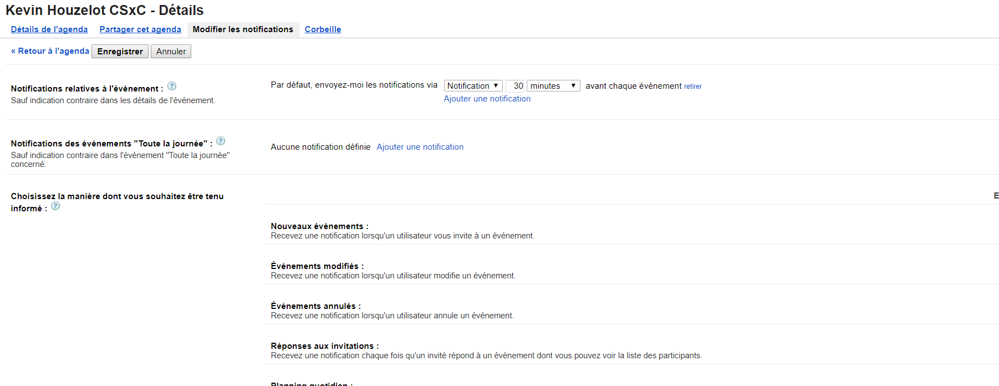 Kevin Houzelot CSxC - Détails
Détails de l'agenda Partager cet agenda Modifier les notifications Corbeille
« Retour à l'agenda Enregistrer Annuler
Notifications relatives à l'événement : ?
Sauf indication contraire dans les détails de l'événement.
Par défaut, envoyez-moi les notifications via Notification 30 minutes avant chaque événement retirer
Ajouter une notification
Notifications des événements "Toute la journée" : ?
Sauf indication contraire dans l'événement "Toute la journée"
concerné.
Aucune notification définie Ajouter une notification
Choisissez la manière dont vous souhaitez être tenu
informé : ?
E
Nouveaux événements :
Recevez une notification lorsqu'un utilisateur vous invite à un événement.
Événements modifiés :
Recevez une notification lorsqu'un utilisateur modifie un événement.
Événements annulés :
Recevez une notification lorsqu'un utilisateur annule un événement.
Réponses aux invitations :
Recevez une notification chaque fois qu'un invité répond à un événement dont vous pouvez voir la liste des participants.
Planning quotidien :